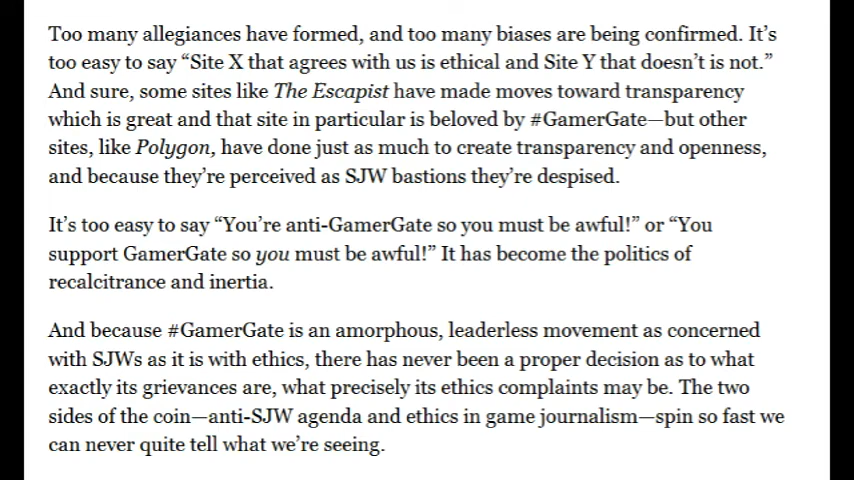 Too many allegiances have formed, and too many biases are being confirmed. It's
too easy to say “Site X that agrees with us is ethical and Site Y that doesn't is not.”
And sure, some sites like The Escapist have made moves toward transparency
which is great and that site in particular is beloved by #GamerGate—but other
sites, like Polygon, have done just as much to create transparency and openness,
and because they're perceived as SJW bastions they're despised.
It's too easy to say “You're anti-GamerGate so you must be awful!” or “You
support GamerGate so you must be awful!” It has become the politics of
recalcitrance and inertia.
And because #GamerGate is an amorphous, leaderless movement as concerned
with SJWs as it is with ethics, there has never been a proper decision as to what
exactly its grievances are, what precisely its ethics complaints may be. The two
sides of the coin—anti-SJW agenda and ethics in game journalism—spin so fast we
can never quite tell what we're seeing.